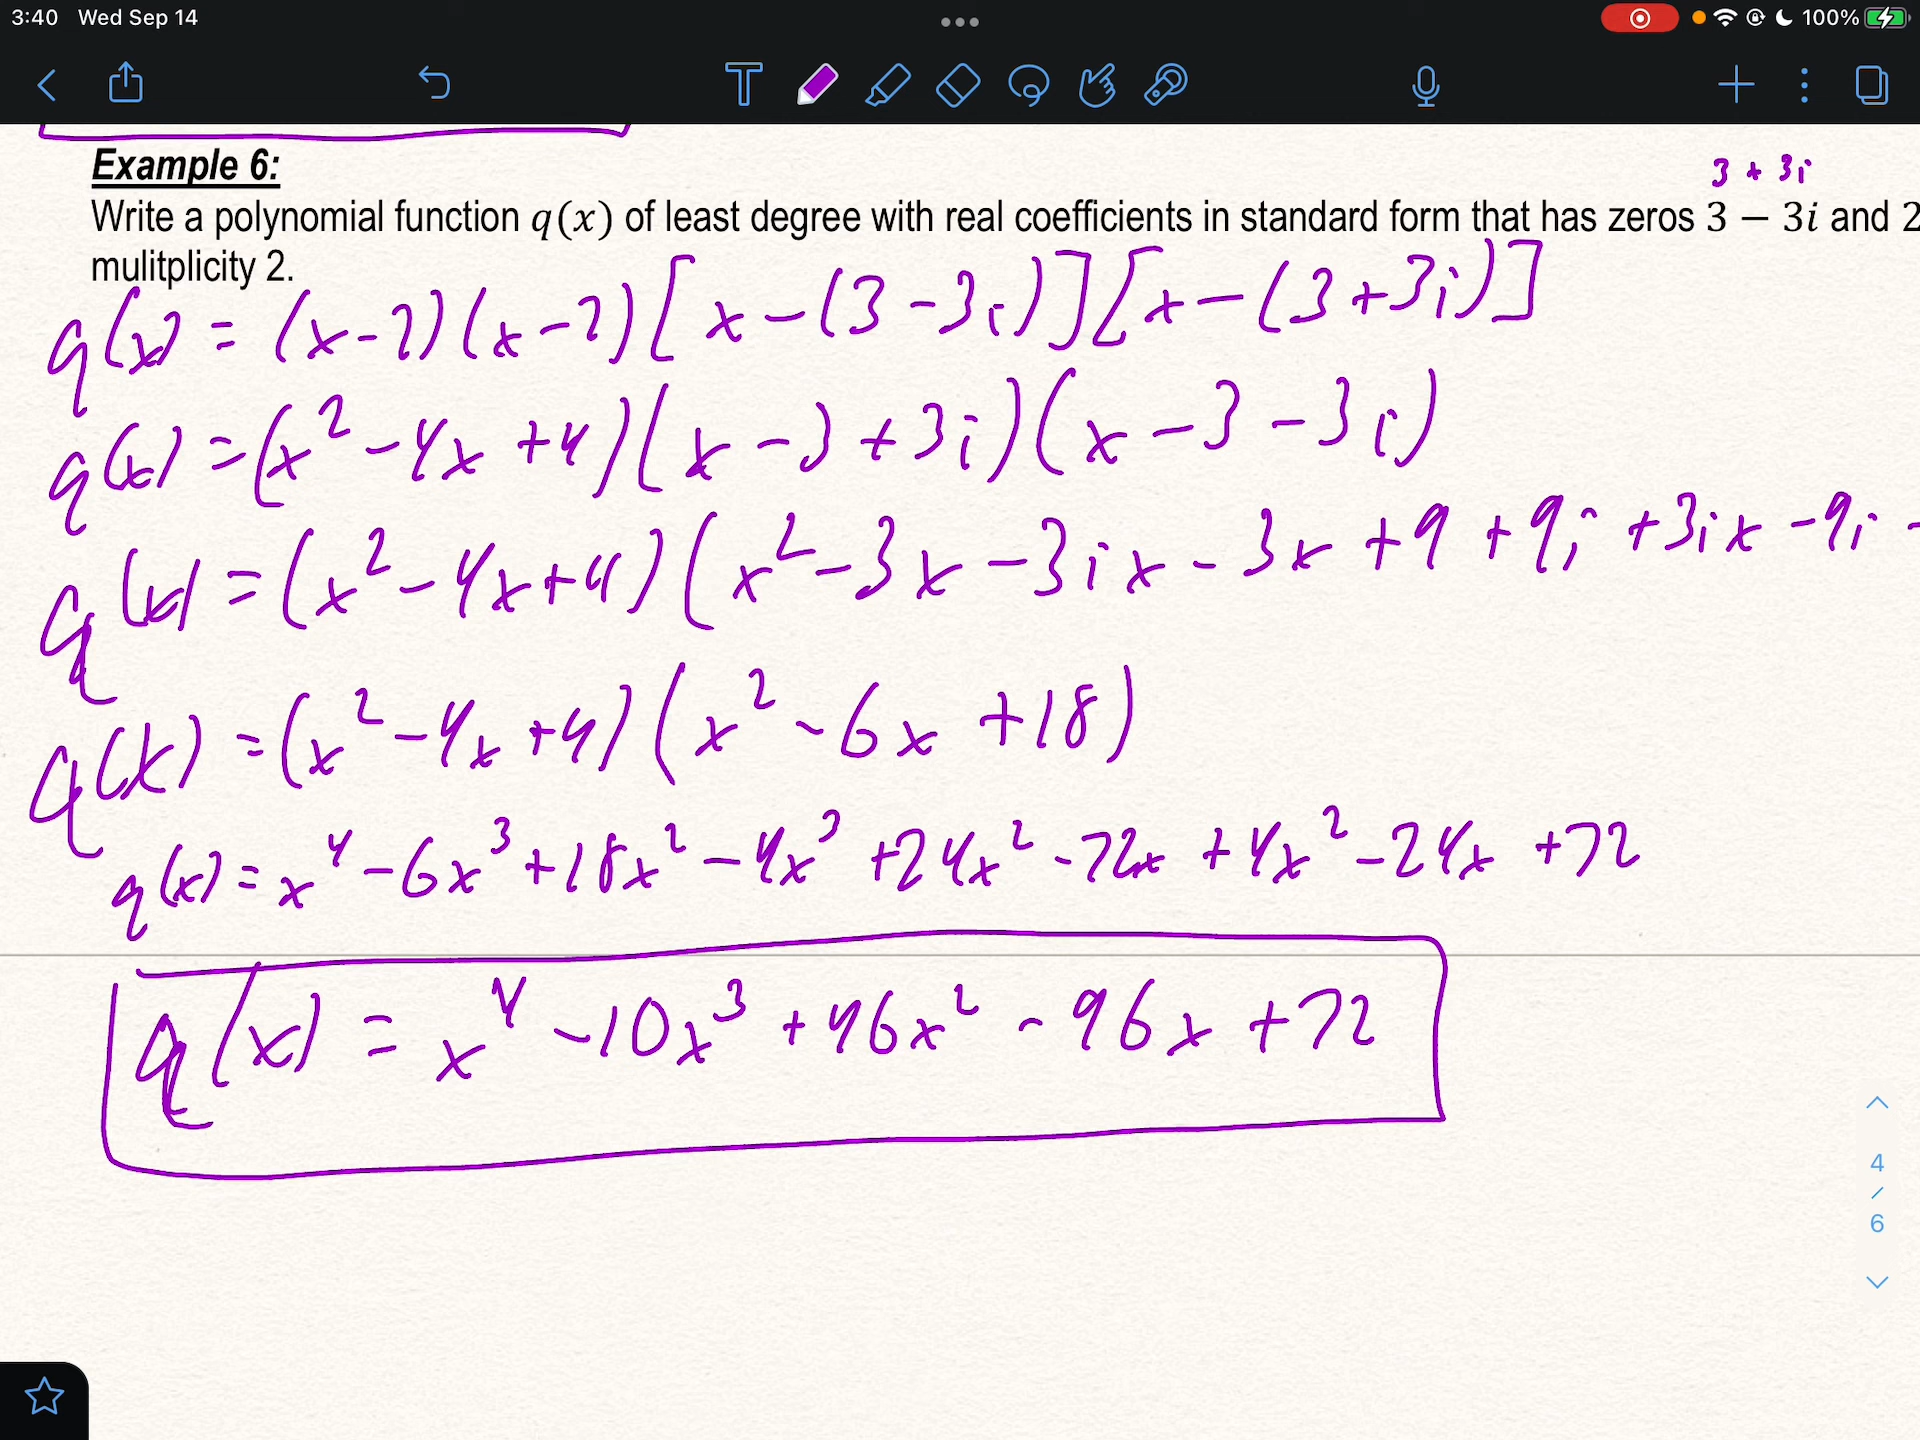 3:40 Wed Sep 14
100%
Example 6:
3 + 3i
Write a polynomial function q(x) of least degree with real coefficients in standard form that has zeros 3 − 3i and 2
mulitplicity 2.
q(x) = (x-2)(x-2)[x-(3-3i)][x-(3+3i)]
q(x) = (x²-4x+4)(x-3+3i)(x-3-3i)
q(x) = (x²-4x+4)(x²-3x-3ix-3x+9+9i+3ix-9i-
q(x) = (x²-4x+4)(x²-6x+18)
q(x) = x⁴-6x³+18x²-4x³+24x²-72x+4x²-24x+72
q(x) = x⁴-10x³+46x²-96x+72
4
/
6